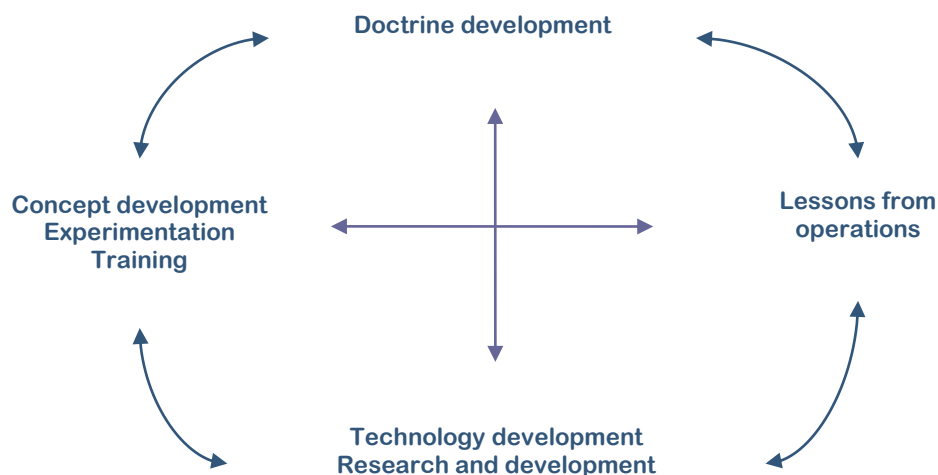 Doctrine development
Concept development
Experimentation
Training
Lessons from
operations
Technology development
Research and development